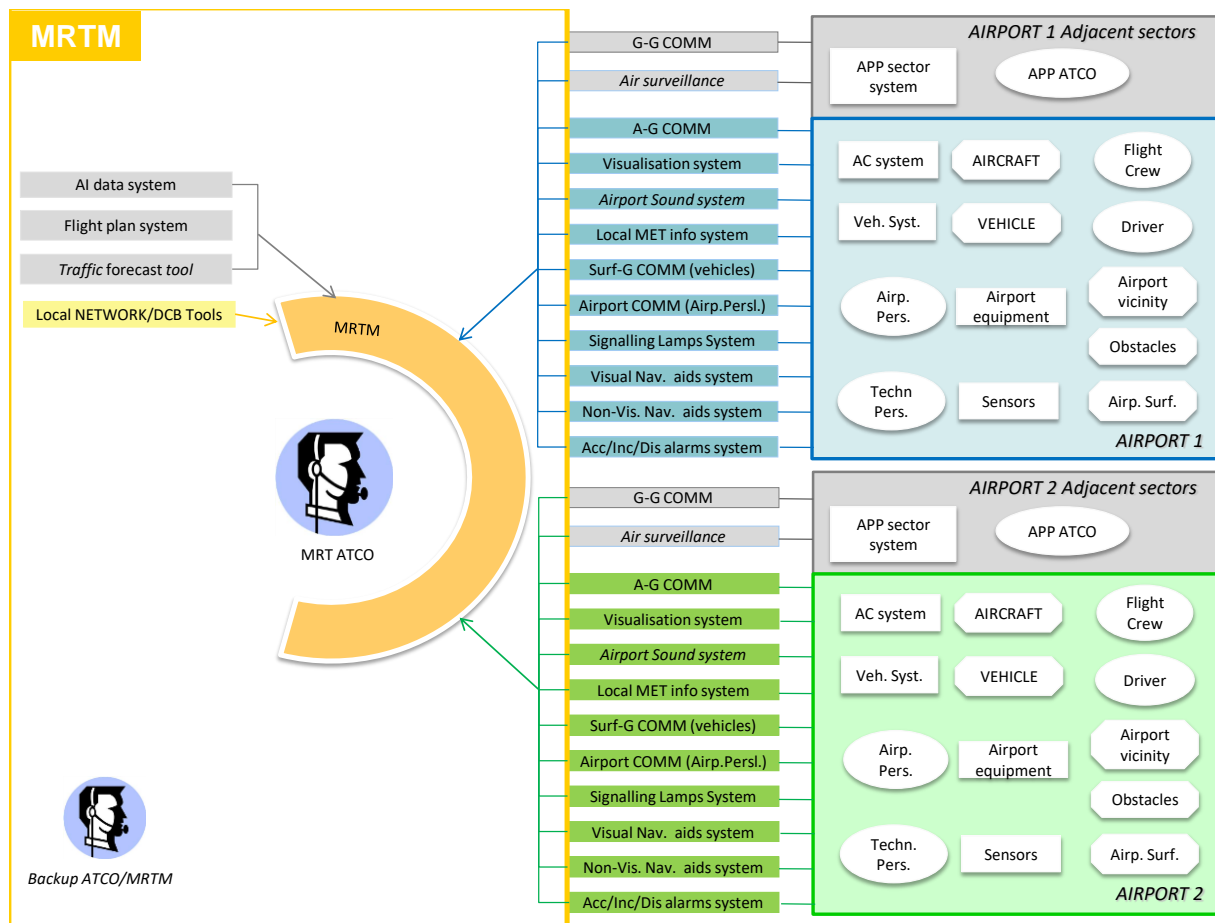 MRTM
AI data system
Flight plan system
Traffic forecast tool
Local NETWORK/DCB Tools
MRTM
MRT ATCO
Backup ATCO/MRTM
G-G COMM
Air surveillance
A-G COMM
Visualisation system
Airport Sound system
Local MET info system
Surf-G COMM (vehicles)
Airport COMM (Airp.Persl.)
Signalling Lamps System
Visual Nav. aids system
Non-Vis. Nav. aids system
Acc/Inc/Dis alarms system
AIRPORT 1 Adjacent sectors
APP sector
system
APP ATCO
AC system
AIRCRAFT
Flight
Crew
Veh. Syst.
VEHICLE
Driver
Airp.
Pers.
Airport
equipment
Airport
vicinity
Obstacles
Techn
Pers.
Sensors
Airp. Surf.
AIRPORT 1
G-G COMM
Air surveillance
A-G COMM
Visualisation system
Airport Sound system
Local MET info system
Surf-G COMM (vehicles)
Airport COMM (Airp.Persl.)
Signalling Lamps System
Visual Nav. aids system
Non-Vis. Nav. aids system
Acc/Inc/Dis alarms system
AIRPORT 2 Adjacent sectors
APP sector
system
APP ATCO
AC system
AIRCRAFT
Flight
Crew
Veh. Syst.
VEHICLE
Driver
Airp.
Pers.
Airport
equipment
Airport
vicinity
Obstacles
Techn.
Pers.
Sensors
Airp. Surf.
AIRPORT 2